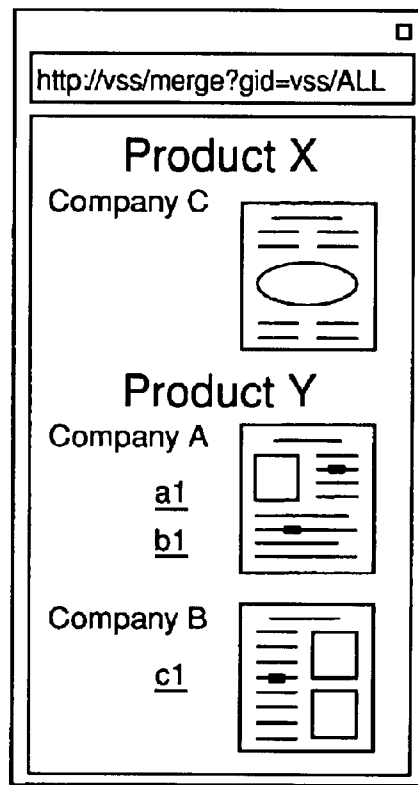 http://vss/merge?gid=vss/ALL
Product X
Company C
Product Y
Company A
a1
b1
Company B
c1